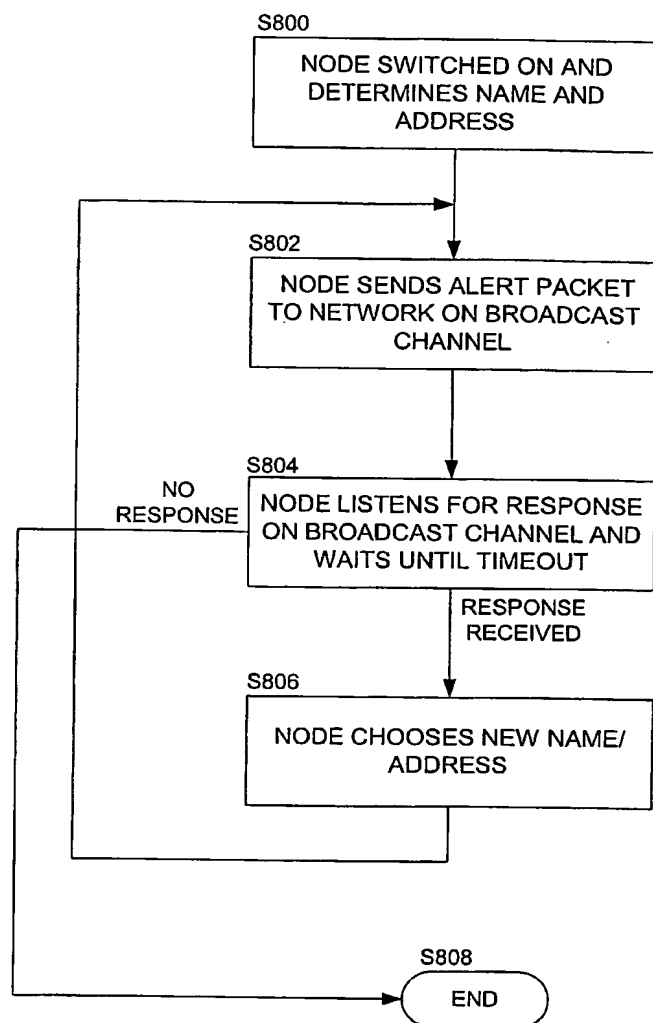 S800
NODE SWITCHED ON AND
DETERMINES NAME AND
ADDRESS
S802
NODE SENDS ALERT PACKET
TO NETWORK ON BROADCAST
CHANNEL
S804
NO
RESPONSE
NODE LISTENS FOR RESPONSE
ON BROADCAST CHANNEL AND
WAITS UNTIL TIMEOUT
RESPONSE
RECEIVED
S806
NODE CHOOSES NEW NAME/
ADDRESS
S808
END